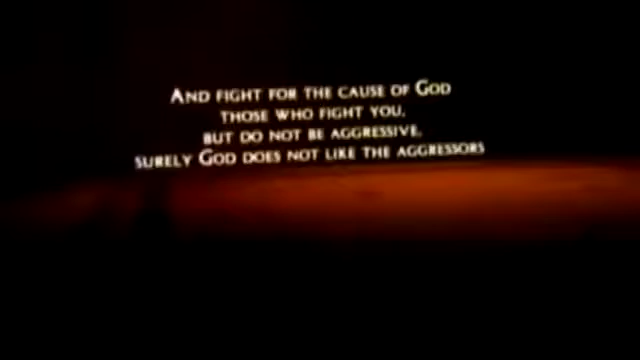 And fight for the cause of God
those who fight you,
but do not be aggressive.
surely God does not like the aggressors